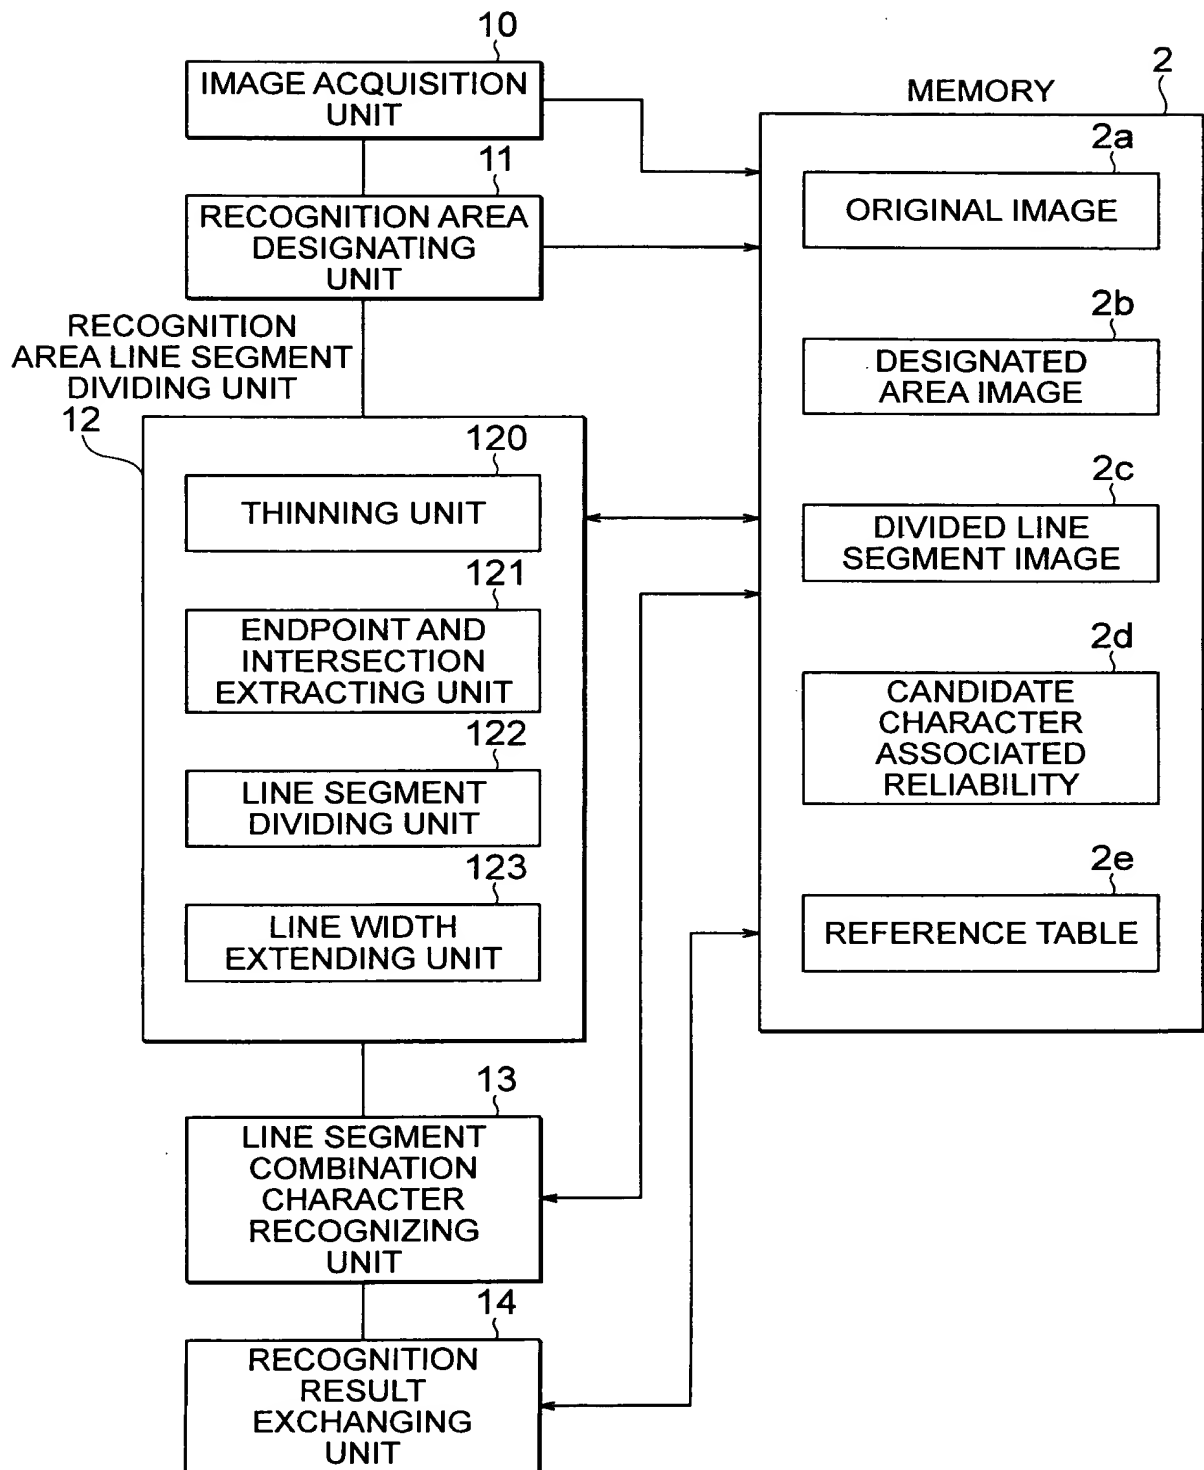 10
IMAGE ACQUISITION
UNIT
11
RECOGNITION AREA
DESIGNATING
UNIT
RECOGNITION
AREA LINE SEGMENT
DIVIDING UNIT
12
120
THINNING UNIT
121
ENDPOINT AND
INTERSECTION
EXTRACTING UNIT
122
LINE SEGMENT
DIVIDING UNIT
123
LINE WIDTH
EXTENDING UNIT
13
LINE SEGMENT
COMBINATION
CHARACTER
RECOGNIZING
UNIT
14
RECOGNITION
RESULT
EXCHANGING
UNIT
MEMORY
2
2a
ORIGINAL IMAGE
2b
DESIGNATED
AREA IMAGE
2c
DIVIDED LINE
SEGMENT IMAGE
2d
CANDIDATE
CHARACTER
ASSOCIATED
RELIABILITY
2e
REFERENCE TABLE